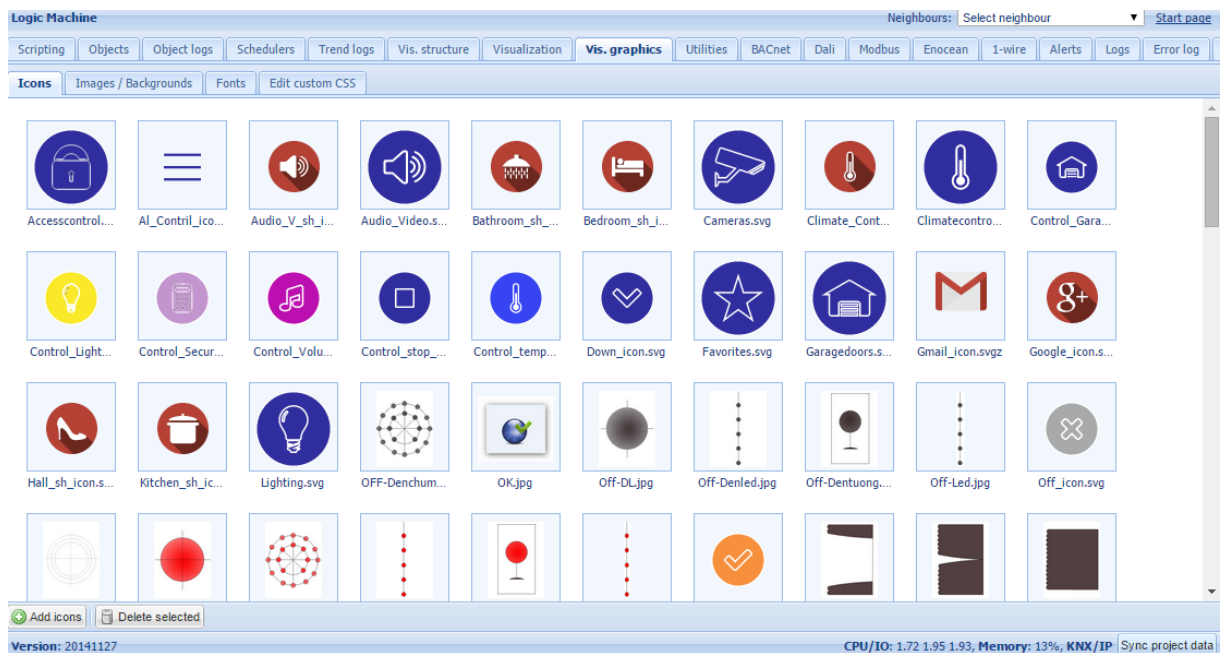 Logic Machine Neighbours: Select neighbour Start page
Scripting Objects Object logs Schedulers Trend logs Vis. structure Visualization Vis. graphics Utilities BACnet Dali Modbus Enocean 1-wire Alerts Logs Error log
Icons Images / Backgrounds Fonts Edit custom CSS
Accesscontrol.... Al_Contril_ico... Audio_V_sh_i... Audio_Video.s... Bathroom_sh_... Bedroom_sh_i... Cameras.svg Climate_Cont... Climatecontro... Control_Gara...
g+
Control_Light... Control_Secur... Control_Volu... Control_stop_... Control_temp... Down_icon.svg Favorites.svg Garagedoors.s... Gmail_icon.svgz Google_icon.s...
Hall_sh_icon.s... Kitchen_sh_ic... Lighting.svg OFF-Denchum... OK.jpg Off-DL.jpg Off-Denled.jpg Off-Dentuong.... Off-Led.jpg Off_icon.svg
Add icons Delete selected
Version: 20141127 CPU/IO: 1.72 1.95 1.93, Memory: 13%, KNX/IP Sync project data